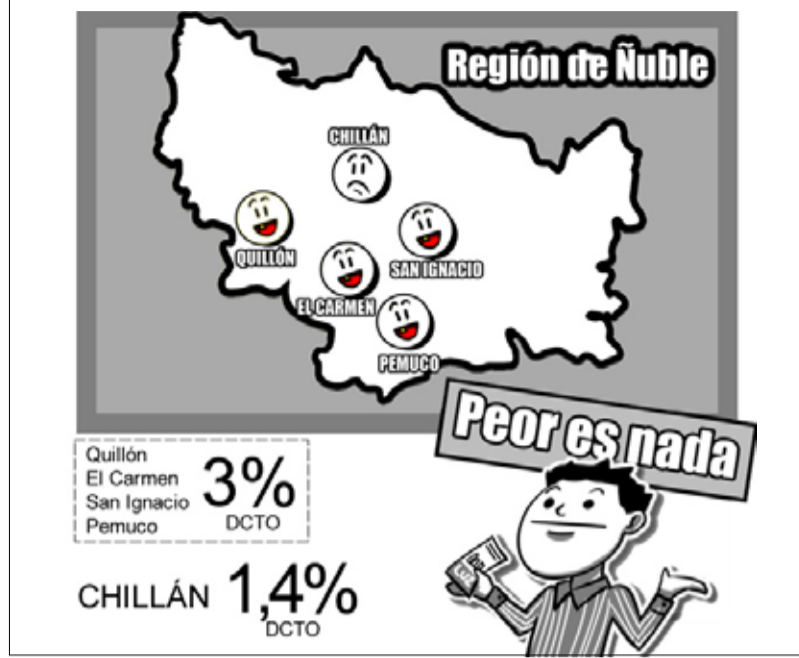 Región de Ñuble
CHILLÁN
QUILLÓN
SAN IGNACIO
EL CARMEN
PEMUCO
Peor es nada
Quillón
El Carmen
San Ignacio
Pemuco
3%
DCTO
CHILLÁN 1,4%
DCTO